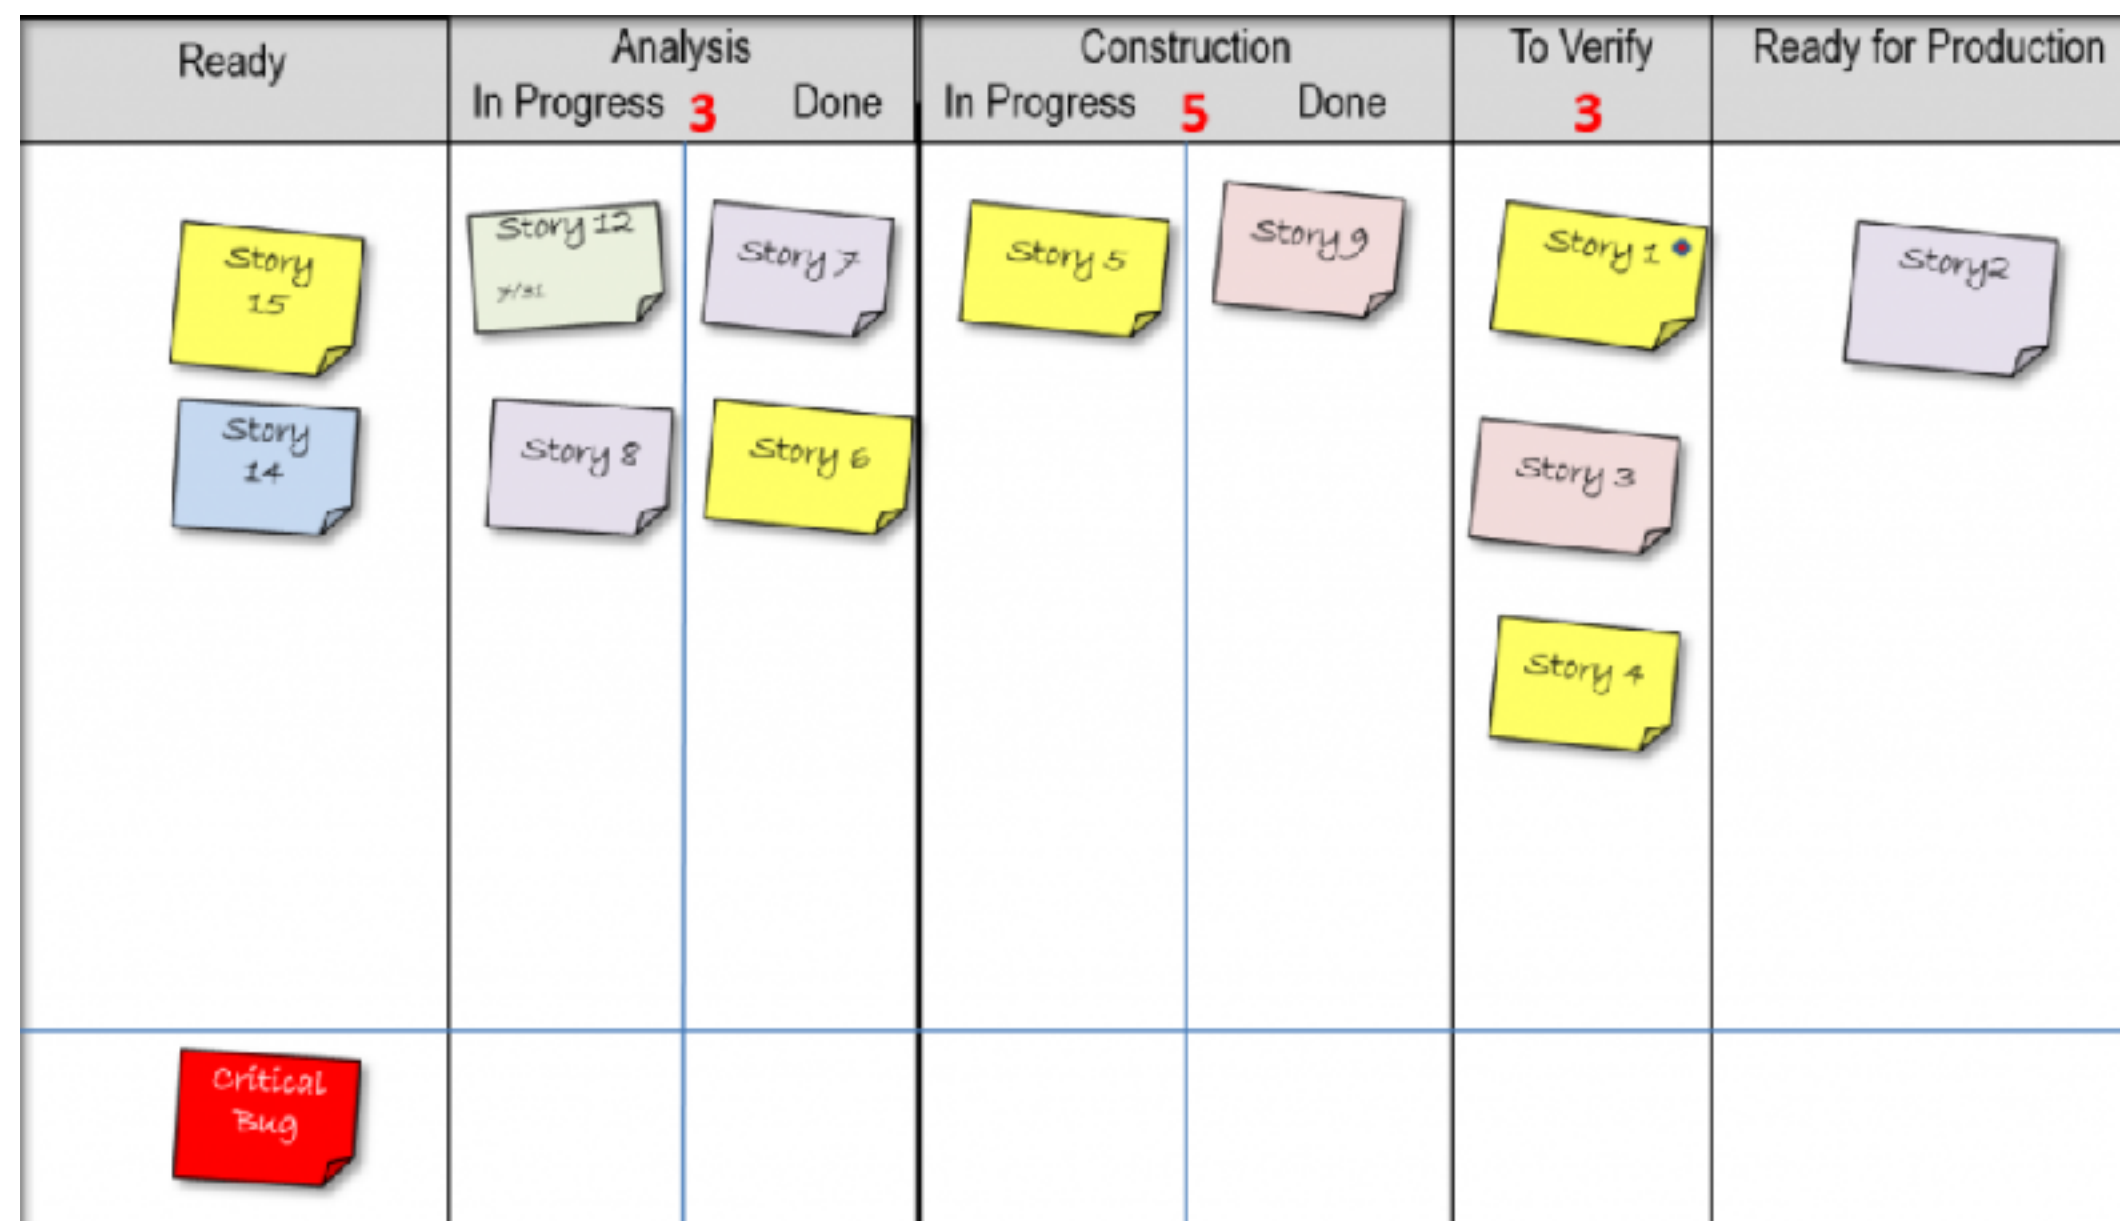 Ready
Analysis
Construction
To Verify
Ready for Production
In Progress 3 Done
In Progress 5 Done
3
Story
15
Story
14
Story 12
7/31
Story 8
Story 7
Story 6
Story 5
Story 9
Story 1
Story 3
Story 4
Story2
Critical
Bug